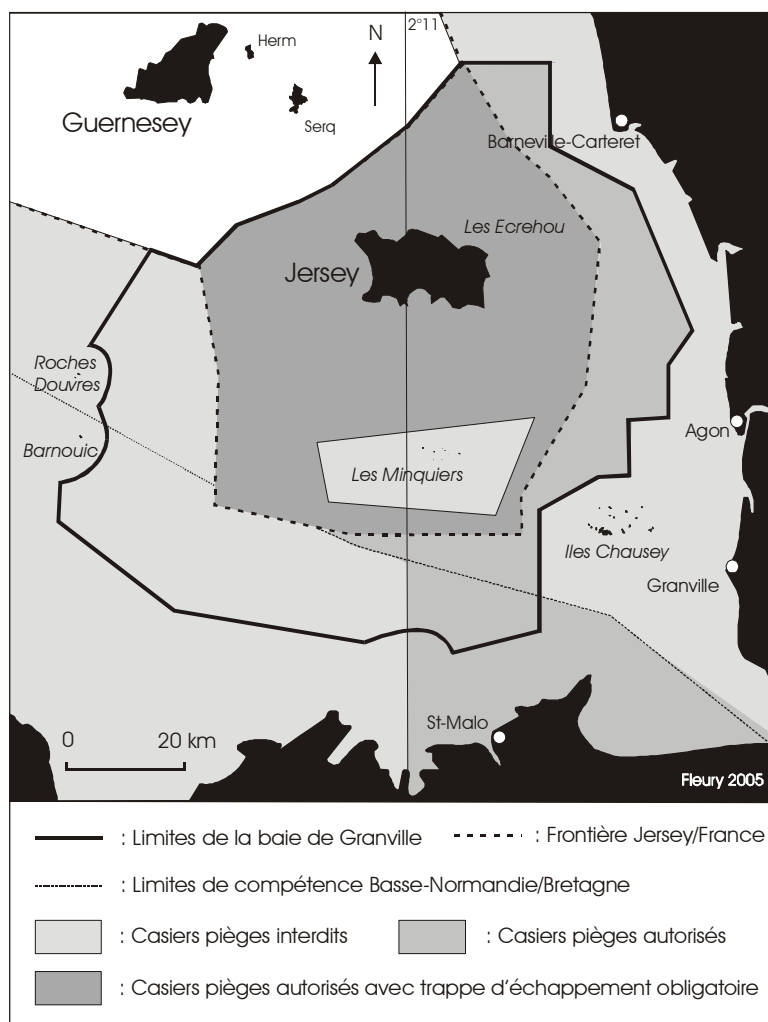 2°11
N
Herm
Guernesey
Serq
Barneville-Carteret
Les Ecrehou
Jersey
Roches
Douvres
Barnouic
Agon
Les Minquiers
Iles Chausey
Granville
St-Malo
0 20 km
Fleury 2005
: Limites de la baie de Granville
: Frontière Jersey/France
: Limites de compétence Basse-Normandie/Bretagne
: Casiers pièges interdits
: Casiers pièges autorisés
: Casiers pièges autorisés avec trappe d'échappement obligatoire